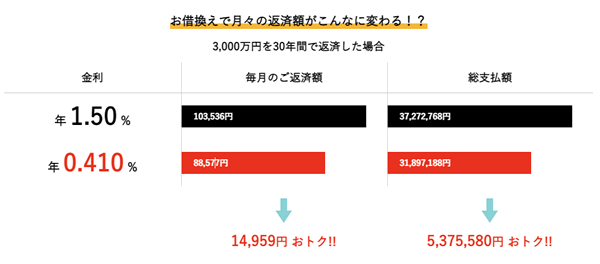 お借換えで月々の返済額がこんなに変わる！？
3,000万円を30年間で返済した場合
金利 毎月のご返済額 総支払額
年 1.50 % 103,536円 37,272,768円
年 0.410 % 88,577円 31,897,188円
14,959円 おトク!! 5,375,580円 おトク!!